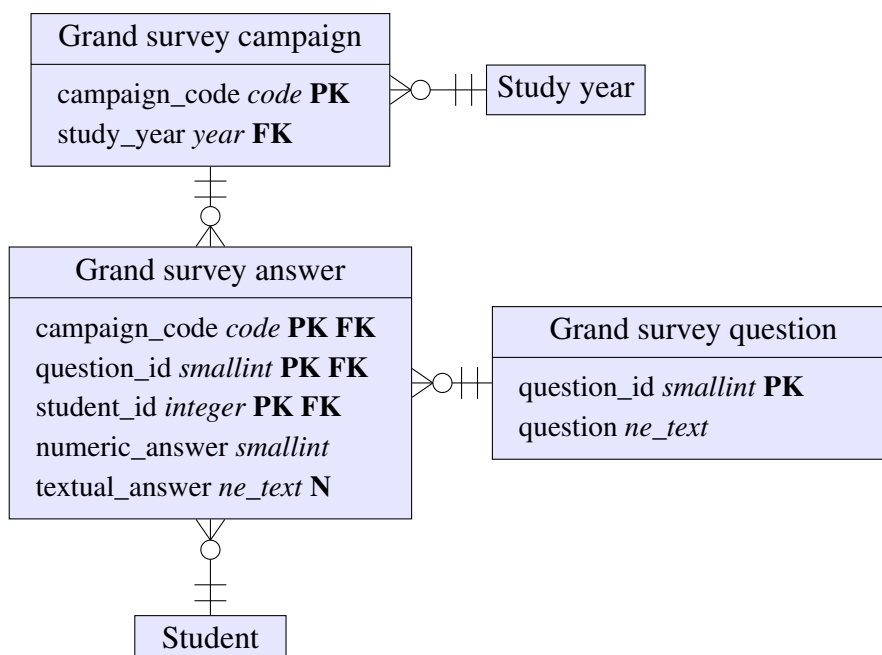 Grand survey campaign
campaign_code code PK
study_year year FK
Study year
Grand survey answer
campaign_code code PK FK
question_id smallint PK FK
student_id integer PK FK
numeric_answer smallint
textual_answer ne_text N
Grand survey question
question_id smallint PK
question ne_text
Student